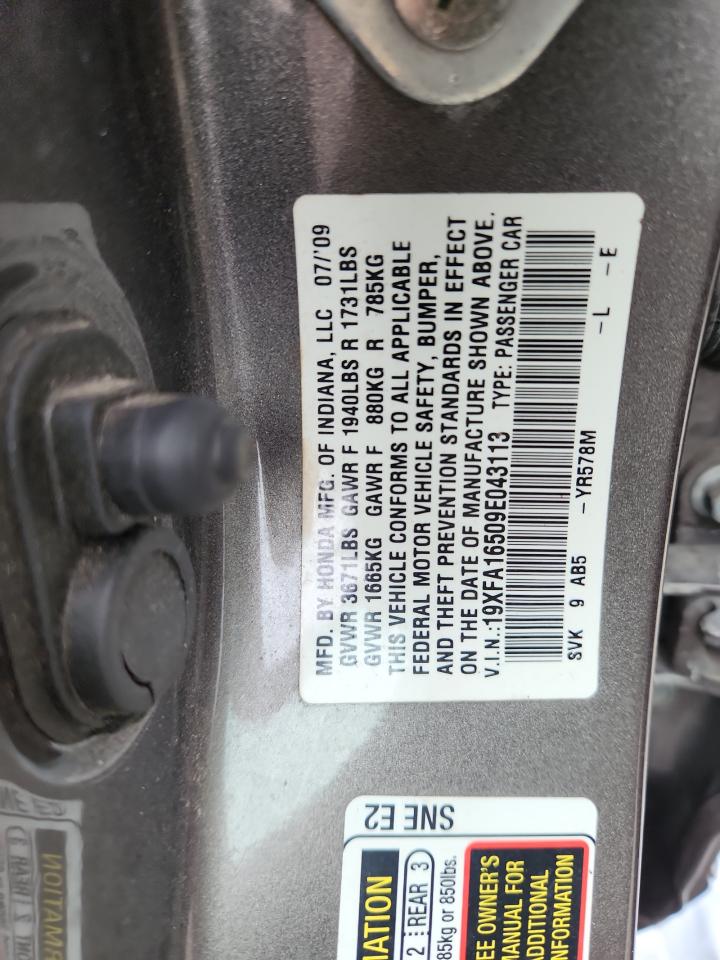 MFD. BY HONDA MFG. OF INDIANA, LLC 07/'09
GVWR 3671LBS GAWR F 1940LBS R 1731LBS
GVWR 1665KG GAWR F 880KG R 785KG
THIS VEHICLE CONFORMS TO ALL APPLICABLE
FEDERAL MOTOR VEHICLE SAFETY, BUMPER,
AND THEFT PREVENTION STANDARDS IN EFFECT
ON THE DATE OF MANUFACTURE SHOWN ABOVE.
V.I.N.:19XFA16509E043113 TYPE: PASSENGER CAR
SVK 9 AB5 - YR578M - L - E
SNE E2
MATION
2 REAR 3
85kg or 850lbs.
EE OWNER'S
MANUAL FOR
ADDITIONAL
NFORMATION